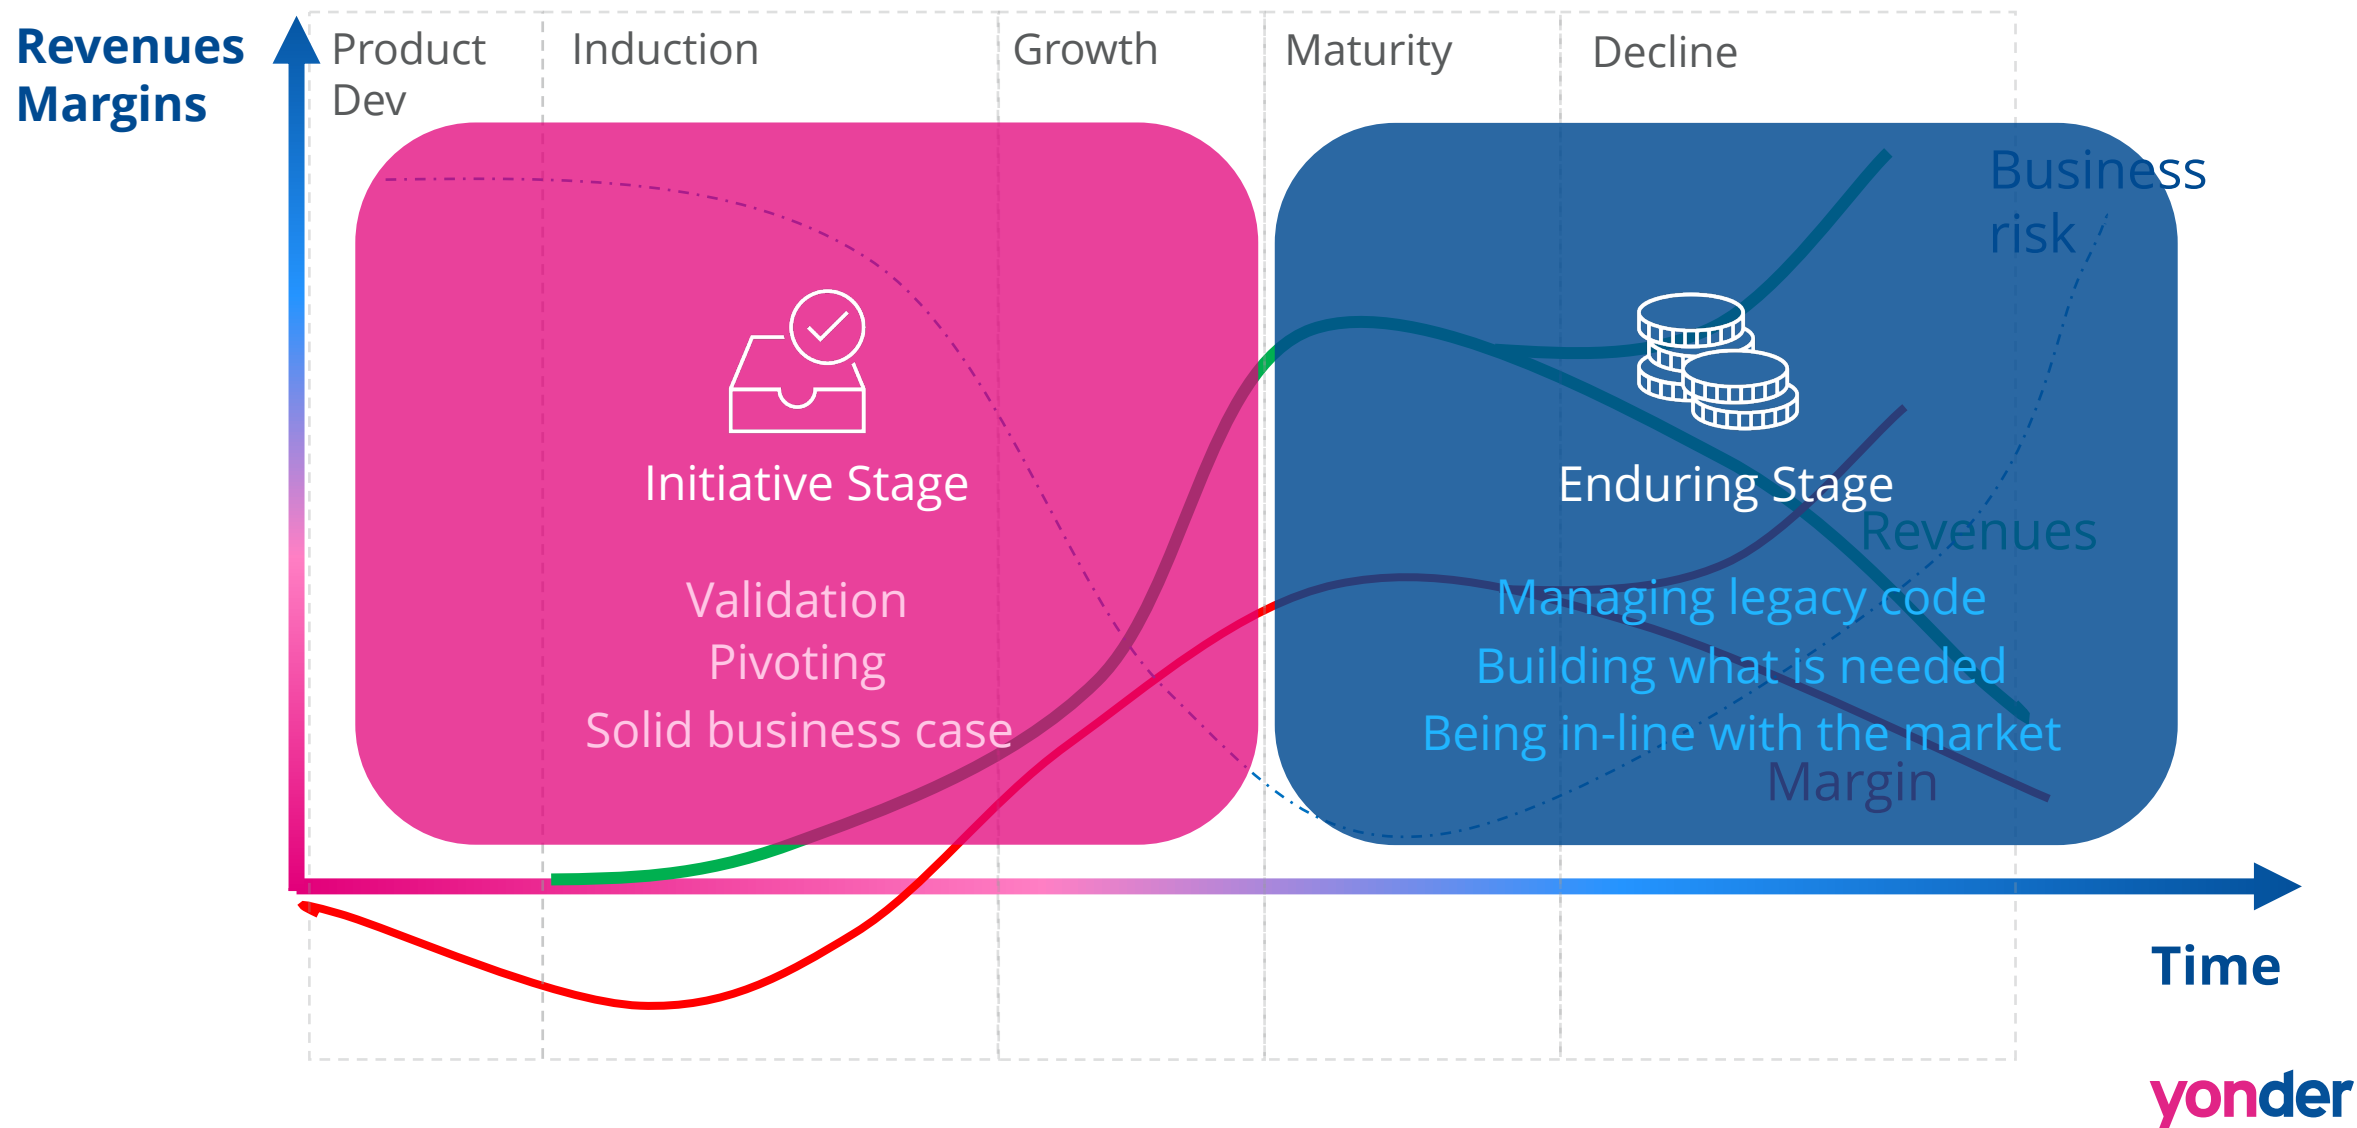 Revenues
Margins
Product
Dev
Induction
Growth
Maturity
Decline
Business
risk
Initiative Stage
Validation
Pivoting
Solid business case
Enduring Stage
Revenues
Managing legacy code
Building what is needed
Being in-line with the market
Margin
Time
yonder